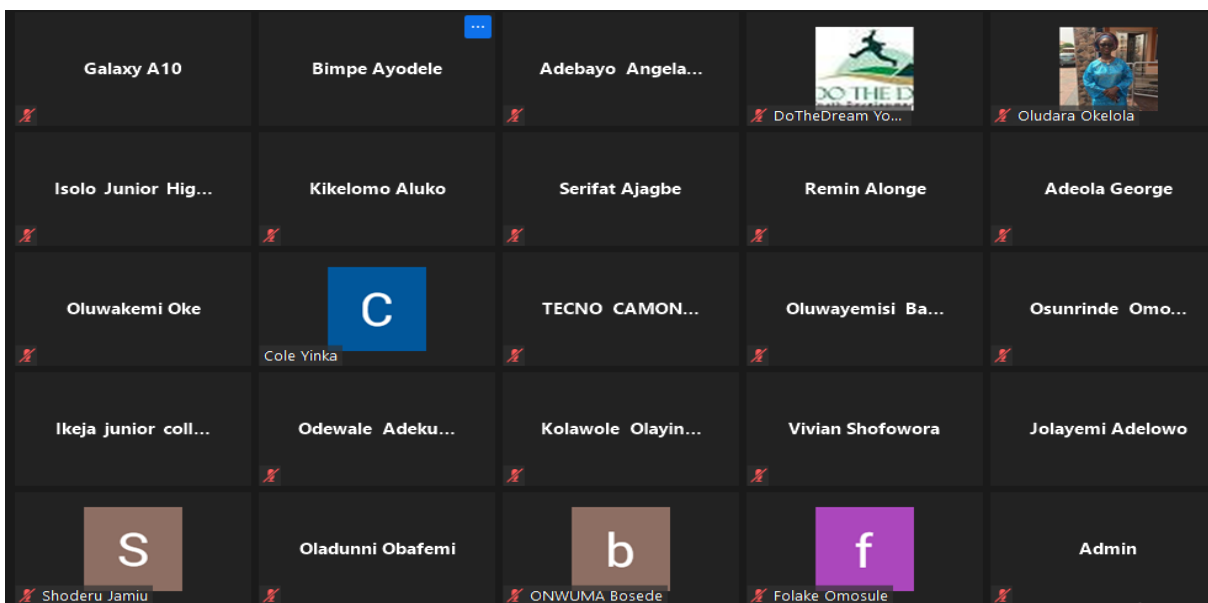 Galaxy A10
Bimpe Ayodele
Adebayo Angela...
DO THE D
DoTheDream Yo...
Oludara Okelola
Isolo Junior Hig...
Kikelomo Aluko
Serifat Ajagbe
Remin Alonge
Adeola George
Oluwakemi Oke
C
Cole Yinka
TECNO CAMON...
Oluwayemisi Ba...
Osunrinde Omo...
Ikeja junior coll...
Odewale Adeku...
Kolawole Olayin...
Vivian Shofowora
Jolayemi Adelowo
S
Shoderu Jamiu
Oladunni Obafemi
b
ONWUMA Bosede
f
Folake Omosule
Admin